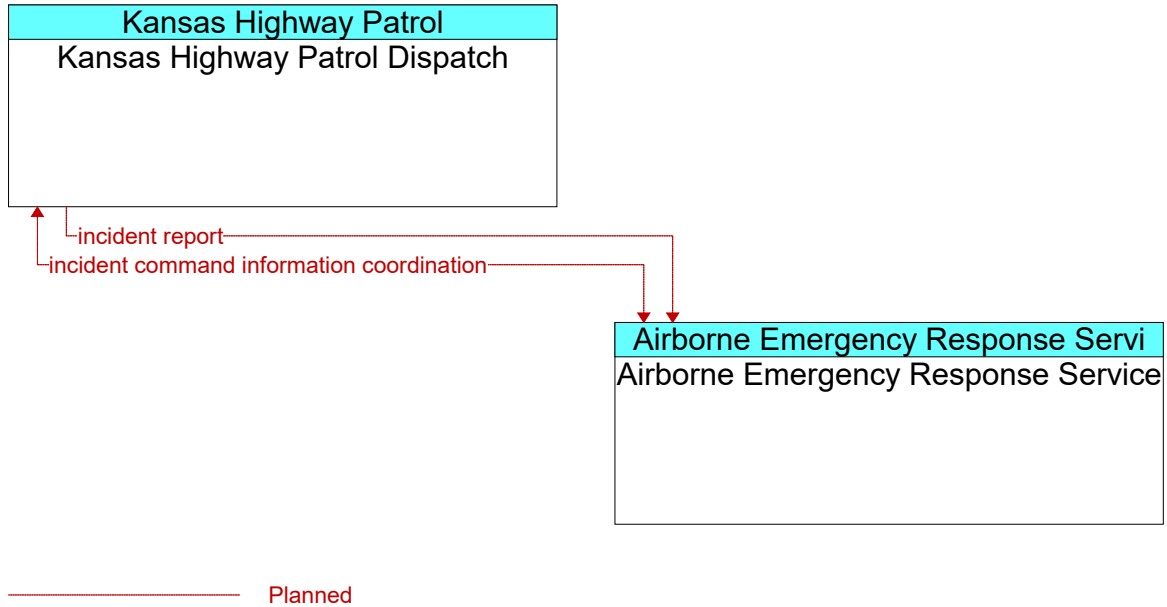 Kansas Highway Patrol
Kansas Highway Patrol Dispatch
incident report
incident command information coordination
Airborne Emergency Response Servi
Airborne Emergency Response Service
Planned